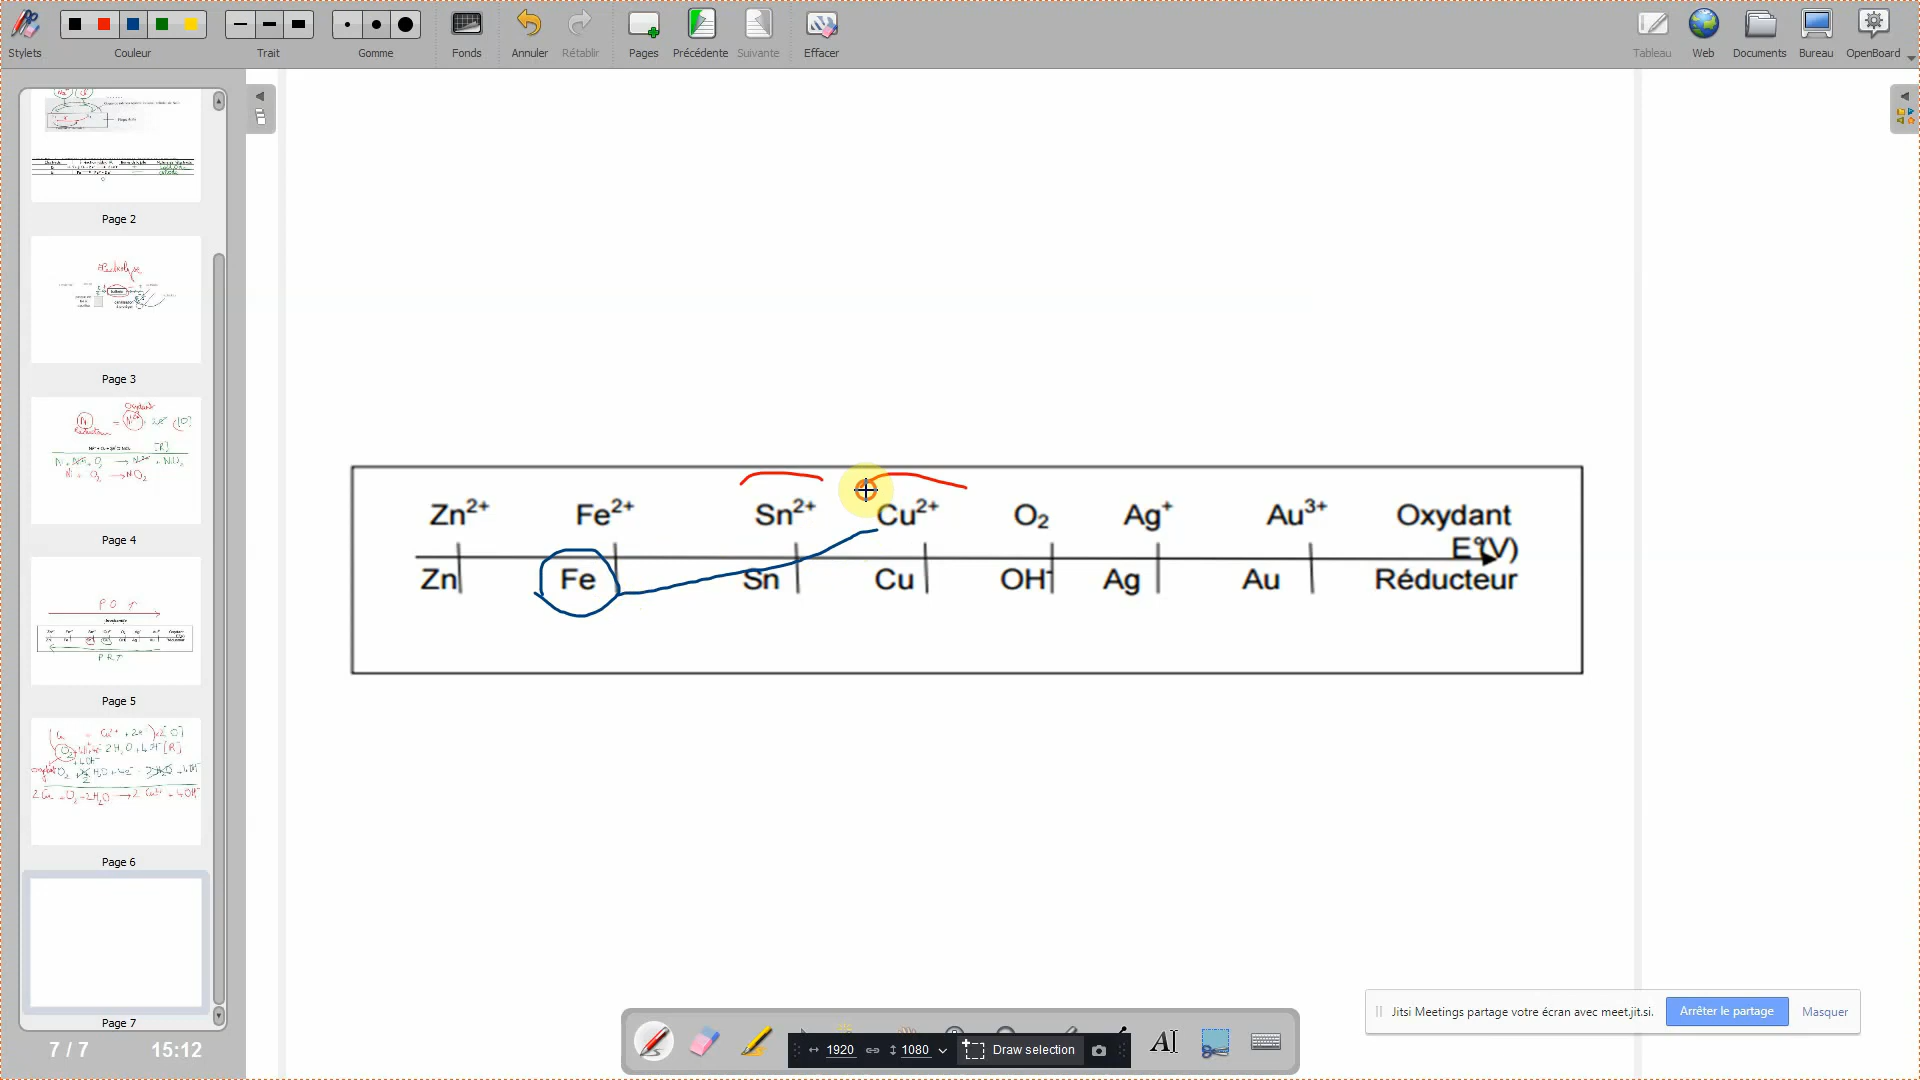 Stylets
Couleur
Trait
Gomme
Fonds
Annuler
Rétablir
Pages
Précédente
Suivante
Effacer
Tableau
Web
Documents
Bureau
OpenBoard
Page 2
Page 3
Page 4
Page 5
Page 6
Page 7
7 / 7 15:12
Zn²⁺ Fe²⁺ Sn²⁺ Cu²⁺ O₂ Ag⁺ Au³⁺ Oxydant
E°(V)
Zn Fe Sn Cu OH⁻ Ag Au Réducteur
Jitsi Meetings partage votre écran avec meet.jit.si.
Arrêter le partage
Masquer
1920
1080
Draw selection